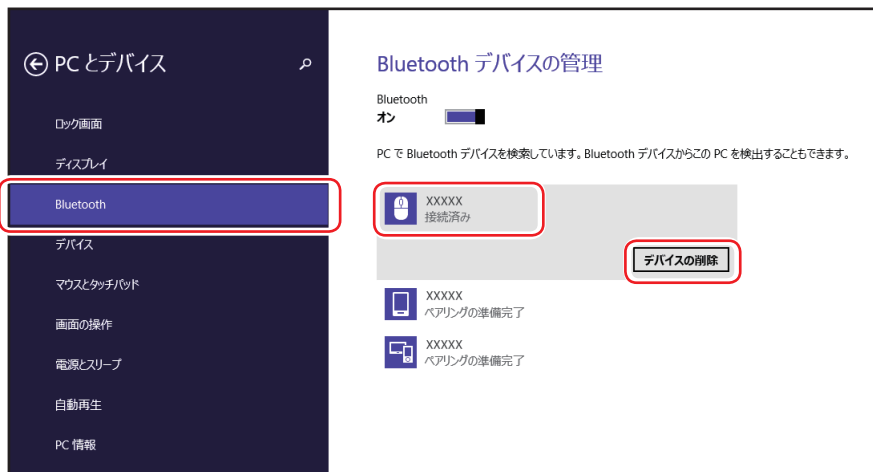 PC とデバイス
ロック画面
ディスプレイ
Bluetooth
デバイス
マウスとタッチパッド
画面の操作
電源とスリープ
自動再生
PC 情報
Bluetooth デバイスの管理
Bluetooth
オン
PC で Bluetooth デバイスを検索しています。Bluetooth デバイスからこの PC を検出することもできます。
XXXXX
接続済み
デバイスの削除
XXXXX
ペアリングの準備完了
XXXXX
ペアリングの準備完了